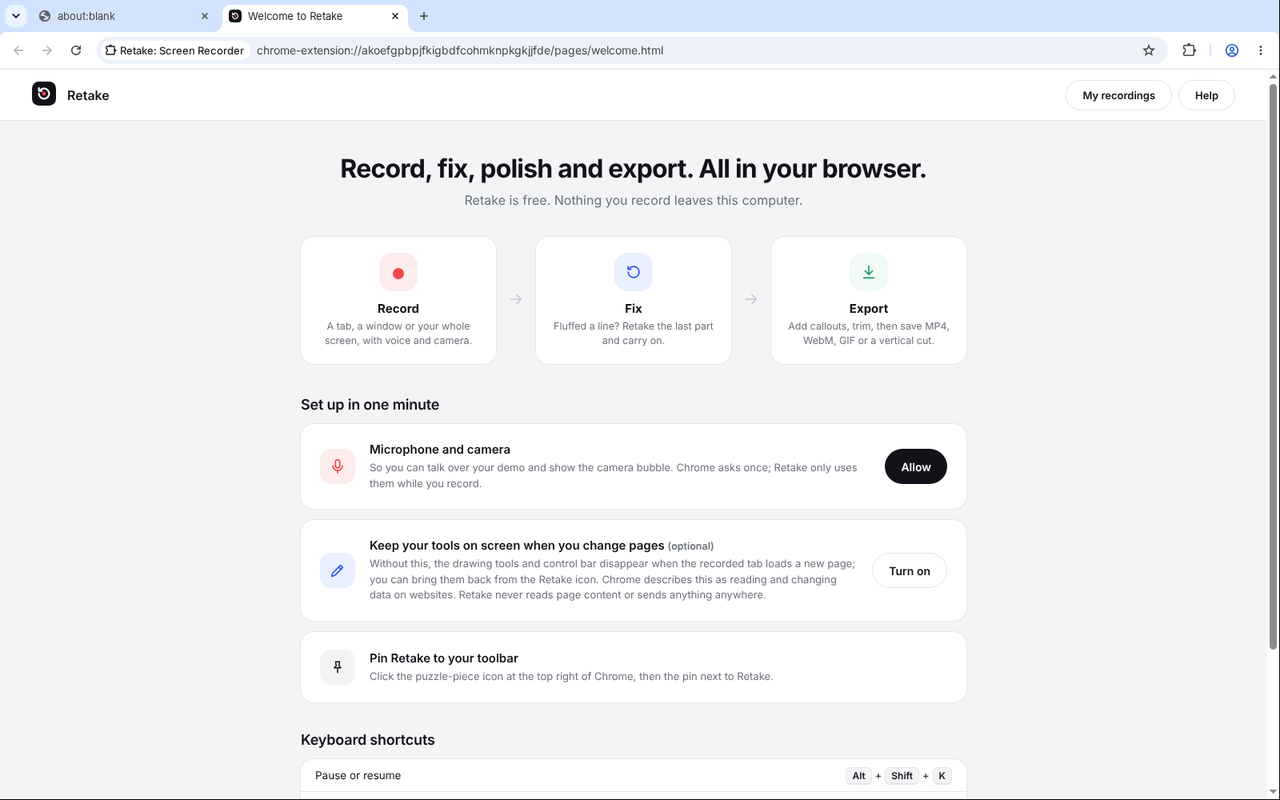 about:blank
Welcome to Retake
Retake: Screen Recorder
chrome-extension://akoefgpbpjfkigbdfcohmknpkgkjjfde/pages/welcome.html
Retake
My recordings
Help
Record, fix, polish and export. All in your browser.
Retake is free. Nothing you record leaves this computer.
Record
A tab, a window or your whole
screen, with voice and camera.
→
Fix
Fluffed a line? Retake the last part
and carry on.
→
Export
Add callouts, trim, then save MP4,
WebM, GIF or a vertical cut.
Set up in one minute
Microphone and camera
So you can talk over your demo and show the camera bubble. Chrome asks once; Retake only uses
them while you record.
Allow
Keep your tools on screen when you change pages (optional)
Without this, the drawing tools and control bar disappear when the recorded tab loads a new page;
you can bring them back from the Retake icon. Chrome describes this as reading and changing
data on websites. Retake never reads page content or sends anything anywhere.
Turn on
Pin Retake to your toolbar
Click the puzzle-piece icon at the top right of Chrome, then the pin next to Retake.
Keyboard shortcuts
Pause or resume
Alt + Shift + K